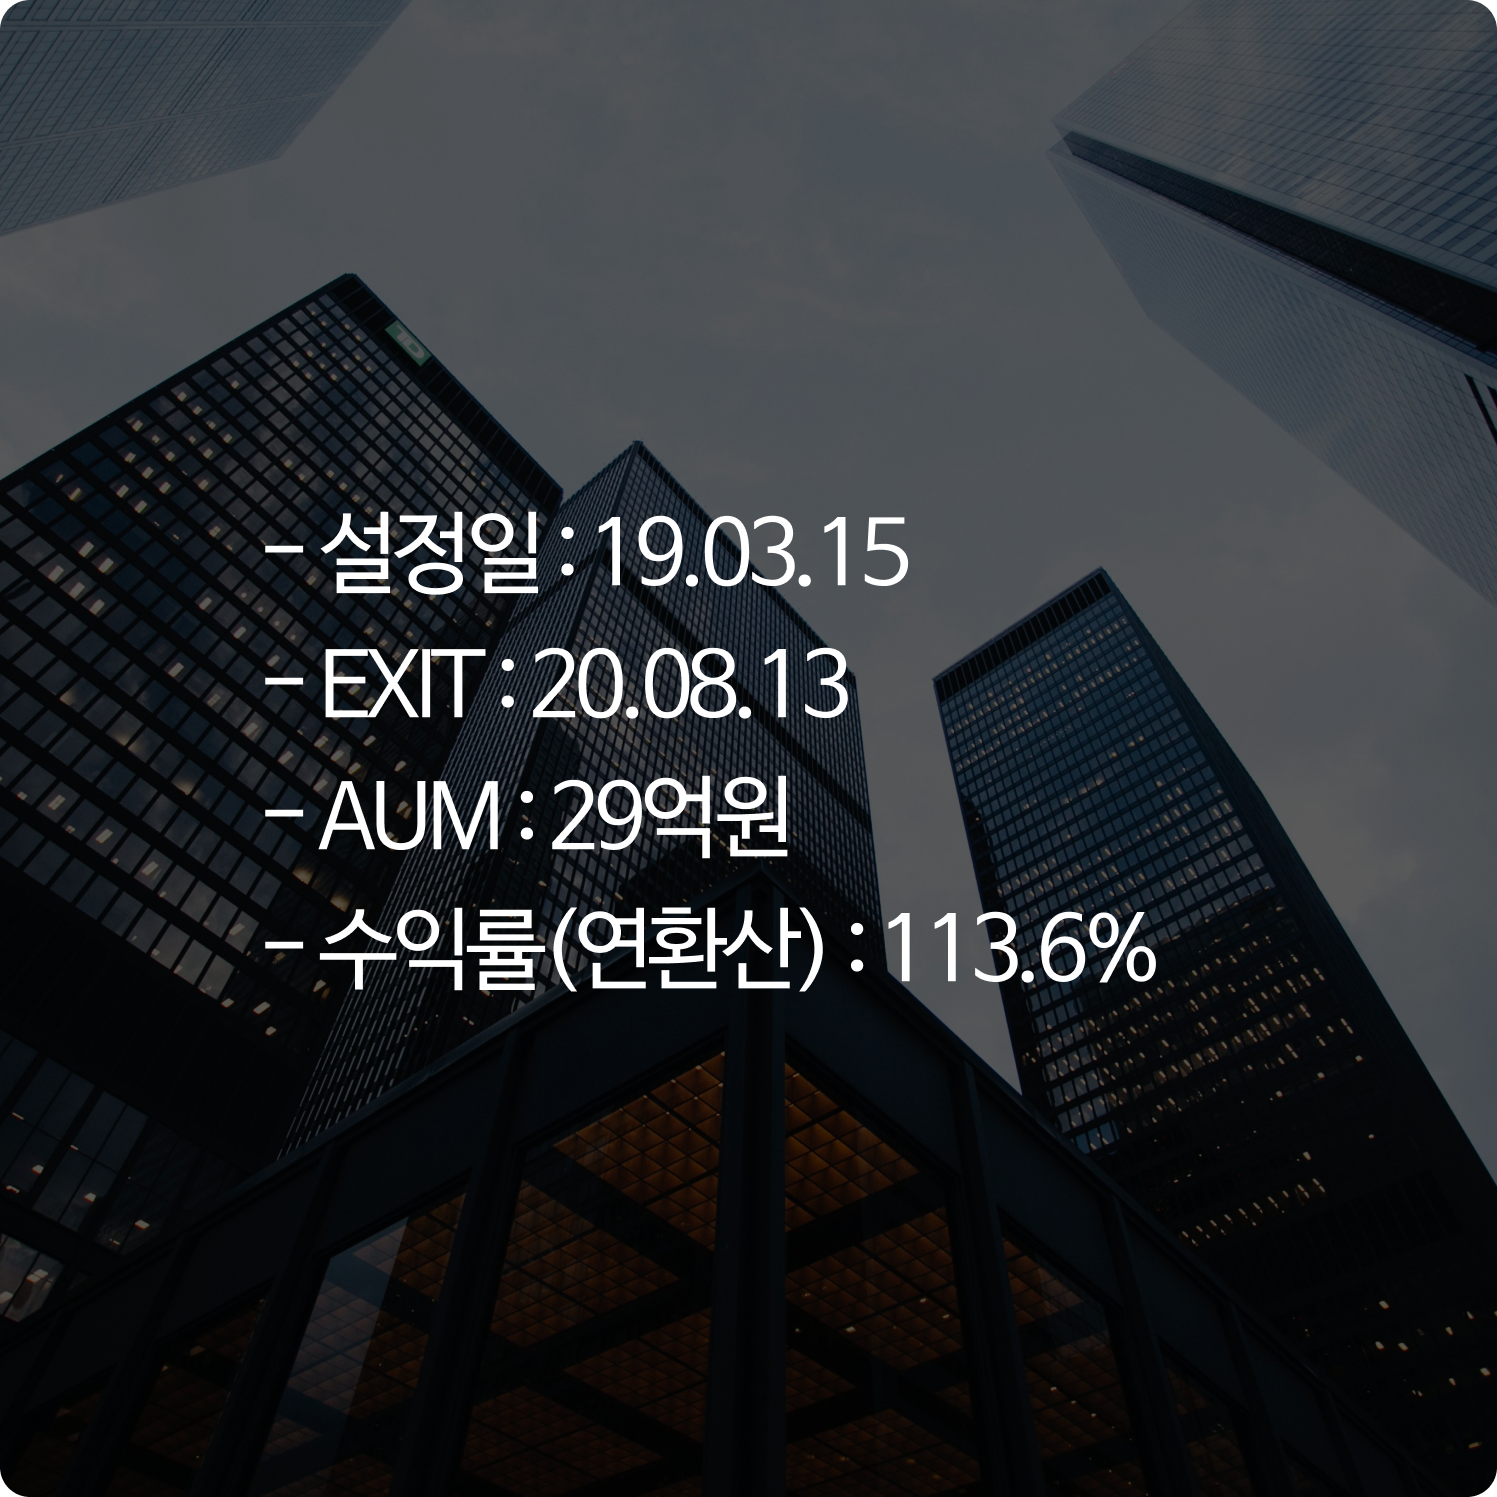 TD
- 설정일 : 19.03.15
- EXIT : 20.08.13
- AUM : 29억원
- 수익률(연환산) : 113.6%